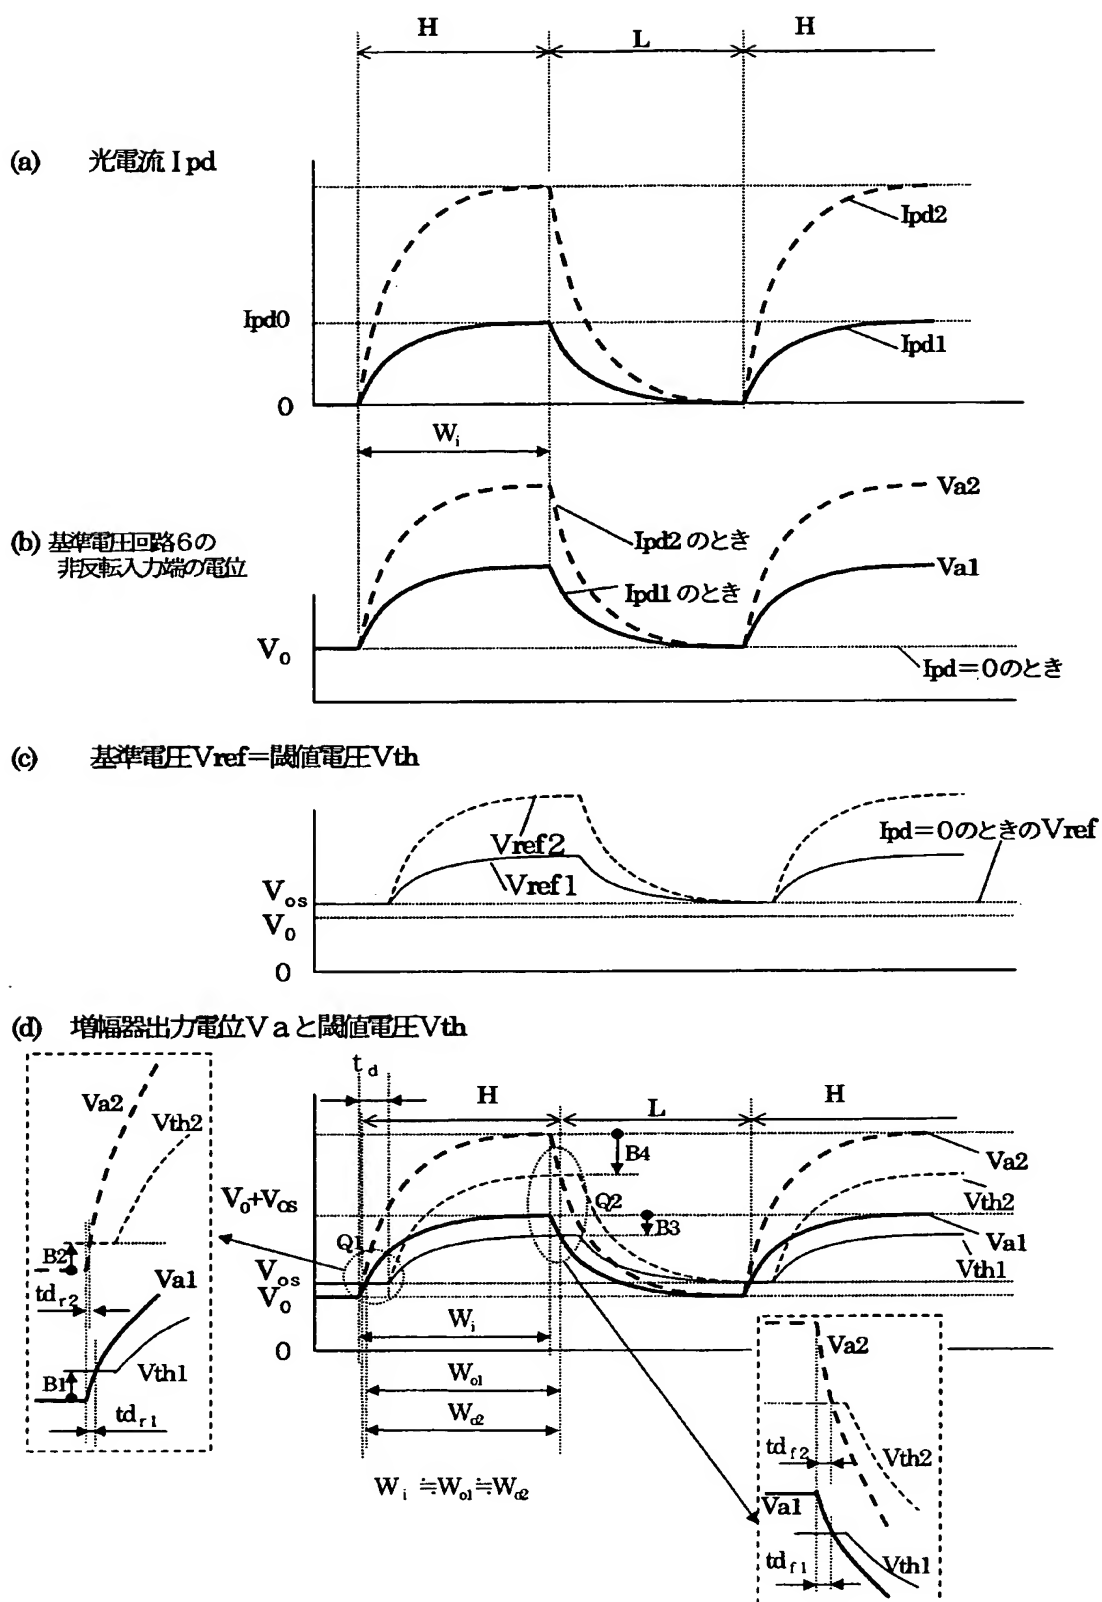 H
L
H
(a) 光電流Ipd
Ipd2
Ipd0
Ipd1
0
Wi
Va2
(b) 基準電圧回路6の
非反転入力端の電位
Ipd2のとき
Va1
Ipd1のとき
V0
Ipd=0のとき
(c) 基準電圧Vref=閾値電圧Vth
Ipd=0のときのVref
Vref2
Vref1
Vos
V0
0
(d) 増幅器出力電位Vaと閾値電圧Vth
td
H
L
H
Va2
Vth2
B4
Va2
V0+Vos
Q2
Vth2
B3
Q1
Va1
B2
Va1
Vos
Vth1
tdr2
V0
Wi
Va2
B1
Vth1
0
Wo1
tdr1
Wo2
tdf2
Vth2
Wi ≒Wo1≒Wo2
Va1
tdf1
Vth1